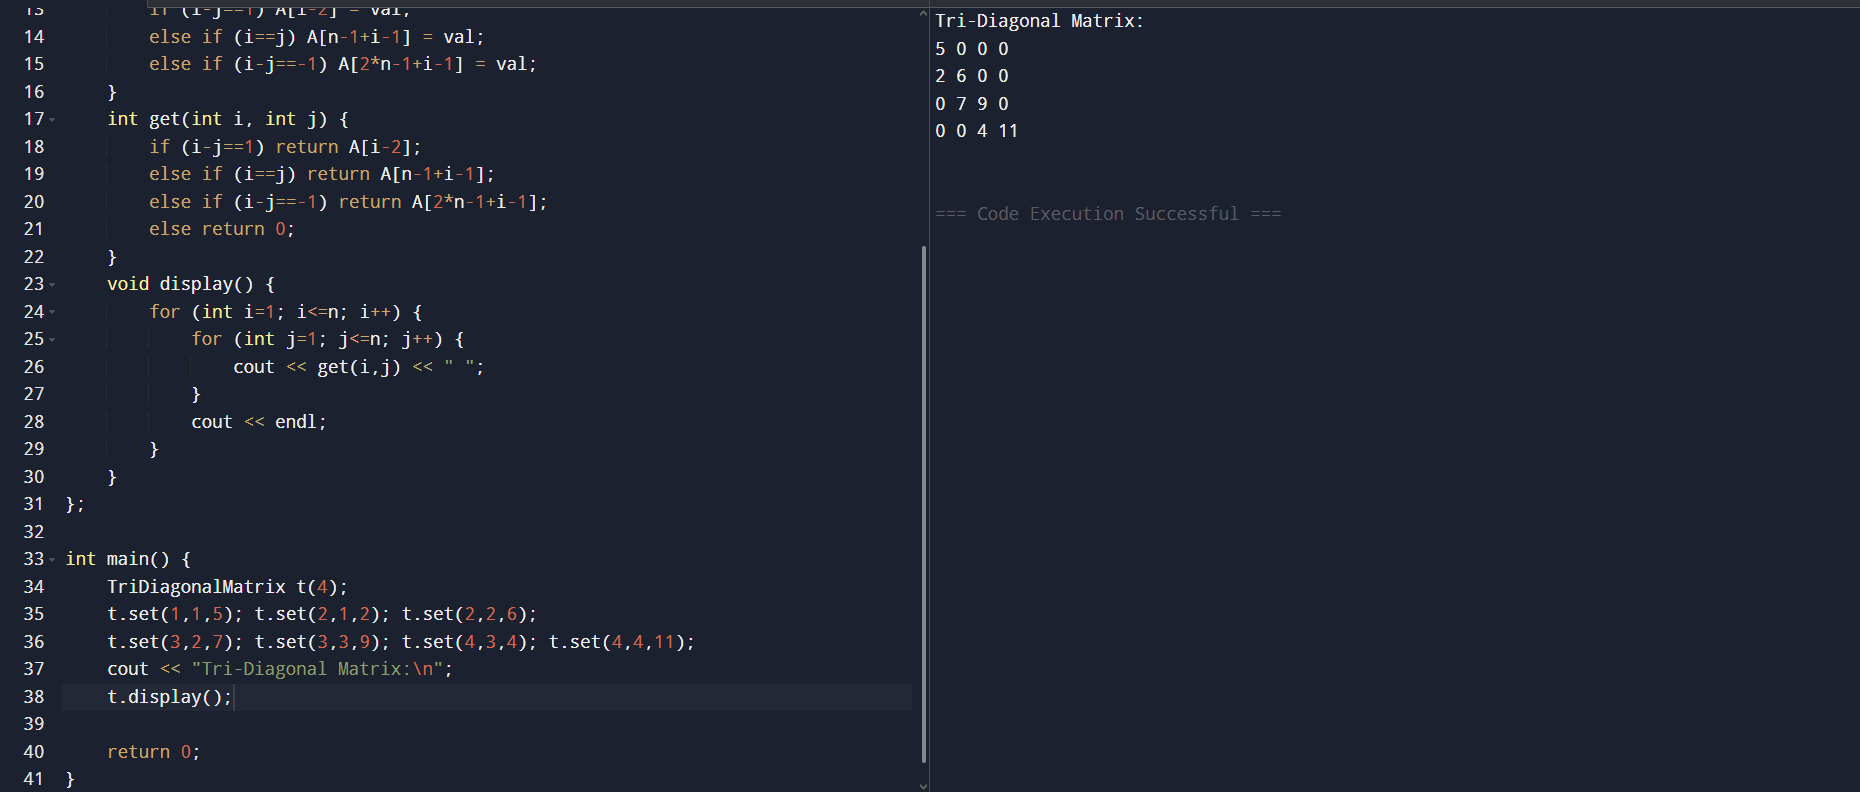 13 if (i-j==1) A[i-2] = val;
14 else if (i==j) A[n-1+i-1] = val;
15 else if (i-j==-1) A[2*n-1+i-1] = val;
16 }
17 int get(int i, int j) {
18 if (i-j==1) return A[i-2];
19 else if (i==j) return A[n-1+i-1];
20 else if (i-j==-1) return A[2*n-1+i-1];
21 else return 0;
22 }
23 void display() {
24 for (int i=1; i<=n; i++) {
25 for (int j=1; j<=n; j++) {
26 cout << get(i,j) << " ";
27 }
28 cout << endl;
29 }
30 }
31 };
32
33 int main() {
34 TriDiagonalMatrix t(4);
35 t.set(1,1,5); t.set(2,1,2); t.set(2,2,6);
36 t.set(3,2,7); t.set(3,3,9); t.set(4,3,4); t.set(4,4,11);
37 cout << "Tri-Diagonal Matrix:\n";
38 t.display();
39
40 return 0;
41 }
Tri-Diagonal Matrix:
5 0 0 0
2 6 0 0
0 7 9 0
0 0 4 11
=== Code Execution Successful ===